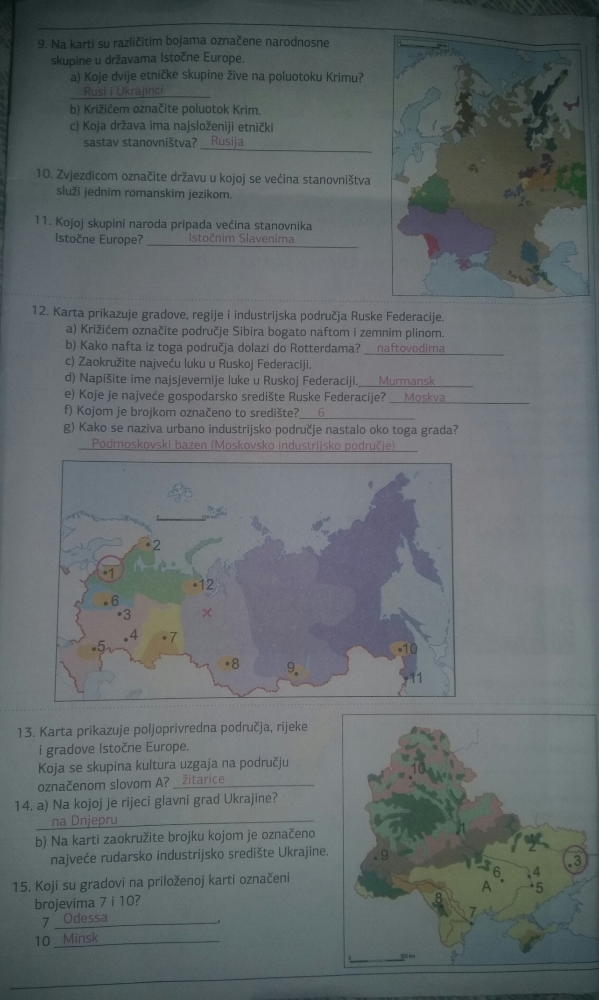 9. Na karti su različitim bojama označene narodnosne
skupine u državama Istočne Europe.
a) Koje dvije etničke skupine žive na poluotoku Krimu?
Rusi i Ukrajinci
b) Križićem označite poluotok Krim.
c) Koja država ima najsloženiji etnički
sastav stanovništva? Rusija
10. Zvjezdicom označite državu u kojoj se većina stanovništva
služi jednim romanskim jezikom.
11. Kojoj skupini naroda pripada većina stanovnika
Istočne Europe? Istočnim Slavenima
12. Karta prikazuje gradove, regije i industrijska područja Ruske Federacije.
a) Križićem označite područje Sibira bogato naftom i zemnim plinom.
b) Kako nafta iz toga područja dolazi do Rotterdama? naftovodima
c) Zaokružite najveću luku u Ruskoj Federaciji.
d) Napišite ime najsjevernije luke u Ruskoj Federaciji. Murmansk
e) Koje je najveće gospodarsko središte Ruske Federacije? Moskva
f) Kojom je brojkom označeno to središte? 6
g) Kako se naziva urbano industrijsko područje nastalo oko toga grada?
Podmoskovski bazen (Moskovsko industrijsko područje)
0 1000 km
2
1
12
6
3
4
7
5
8
9
10
11
13. Karta prikazuje poljoprivredna područja, rijeke
i gradove Istočne Europe.
Koja se skupina kultura uzgaja na području
označenom slovom A? žitarice
14. a) Na kojoj je rijeci glavni grad Ukrajine?
na Dnjepru
b) Na karti zaokružite brojku kojom je označeno
najveće rudarsko industrijsko središte Ukrajine.
15. Koji su gradovi na priloženoj karti označeni
brojevima 7 i 10?
7 Odessa,
10 Minsk
10
1
2
9
3
6
4
A
5
8
7
0 300 km